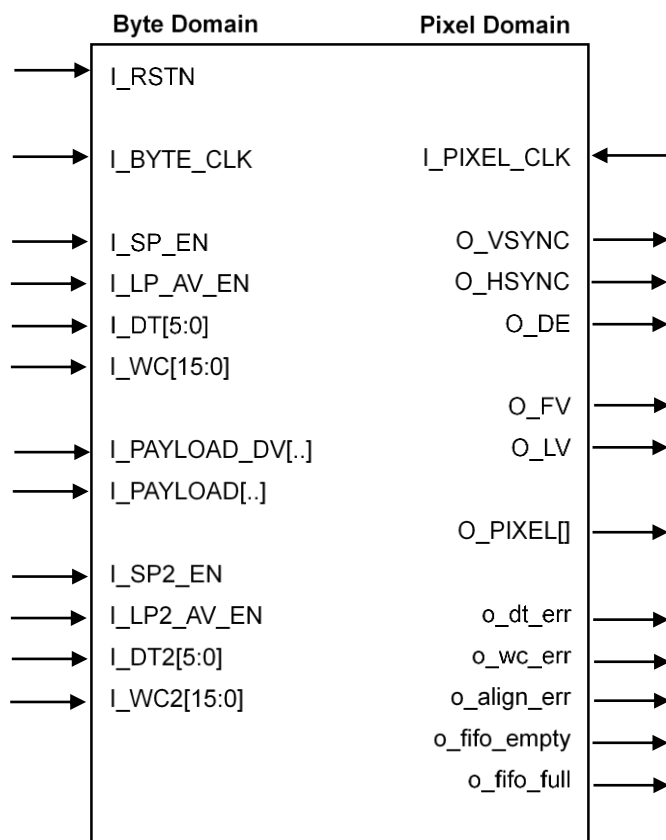 Byte Domain Pixel Domain
I_RSTN
I_BYTE_CLK I_PIXEL_CLK
I_SP_EN O_VSYNC
I_LP_AV_EN O_HSYNC
I_DT[5:0] O_DE
I_WC[15:0]
O_FV
I_PAYLOAD_DV[..] O_LV
I_PAYLOAD[..]
O_PIXEL[]
I_SP2_EN
I_LP2_AV_EN o_dt_err
I_DT2[5:0] o_wc_err
I_WC2[15:0] o_align_err
o_fifo_empty
o_fifo_full